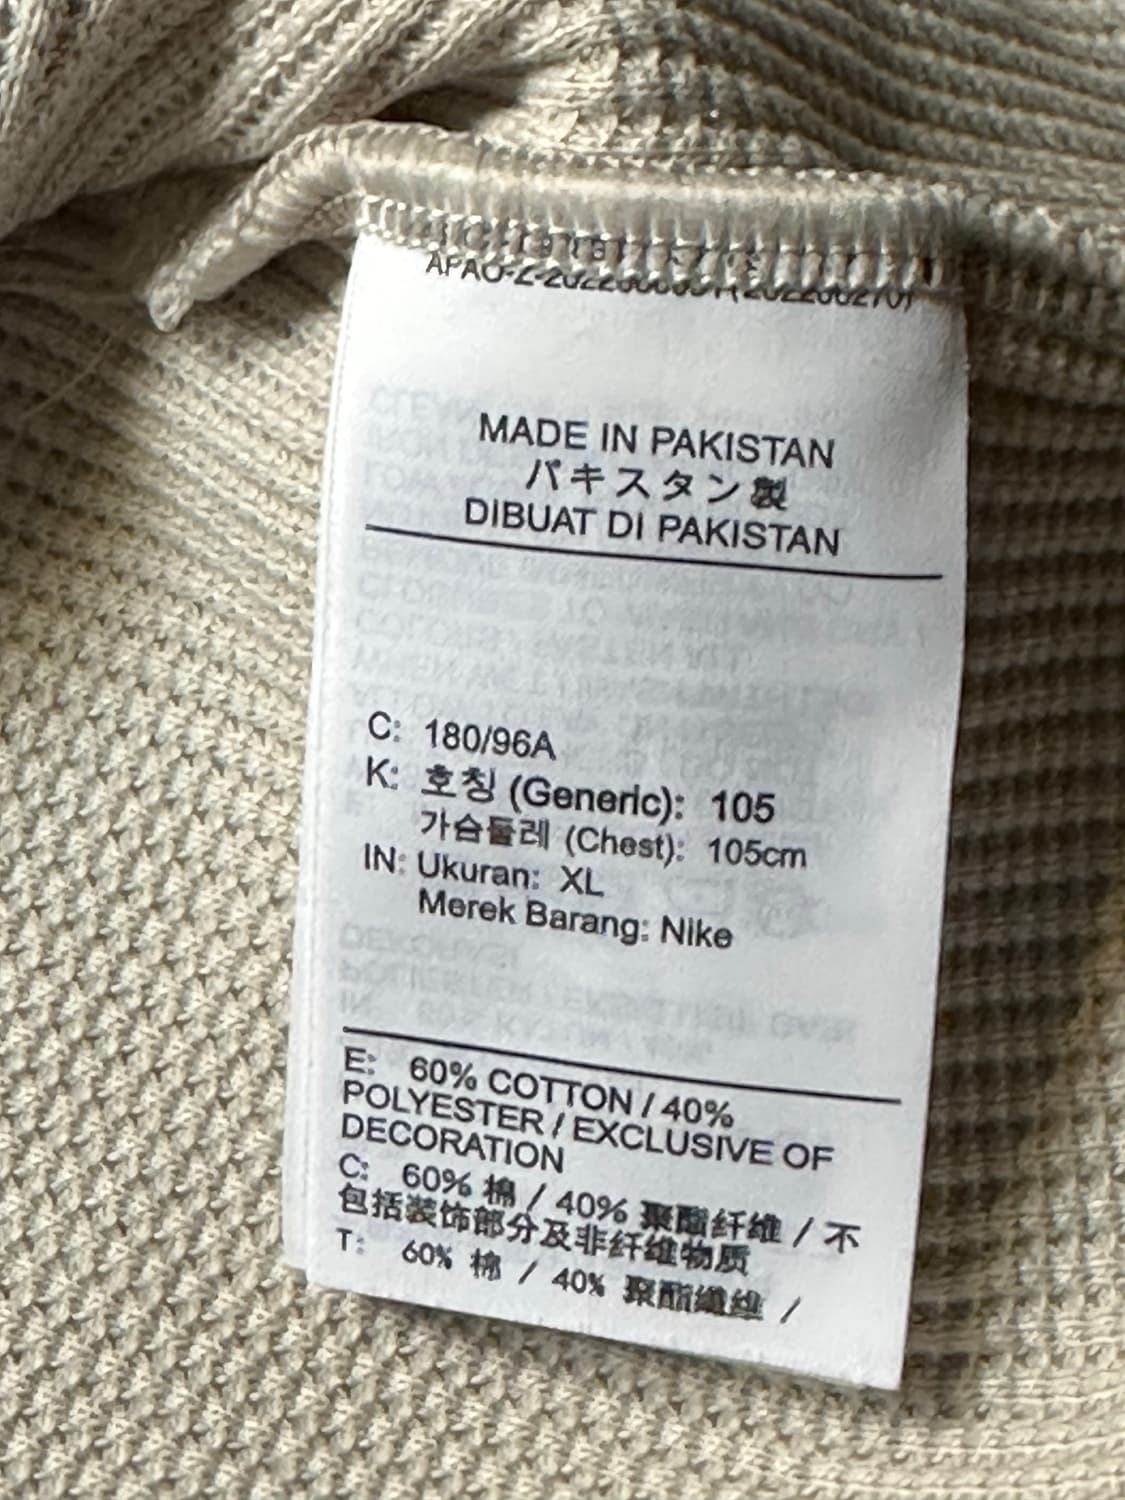 MADE IN PAKISTAN
パキスタン製
DIBUAT DI PAKISTAN
C: 180/96A
K: 호칭 (Generic): 105
가슴둘레 (Chest): 105cm
IN: Ukuran: XL
Merek Barang: Nike
E: 60% COTTON / 40%
POLYESTER / EXCLUSIVE OF
DECORATION
C: 60% 棉 / 40% 聚酯纤维 / 不
包括装饰部分及非纤维物质
T: 60% 棉 / 40% 聚酯纖維 /